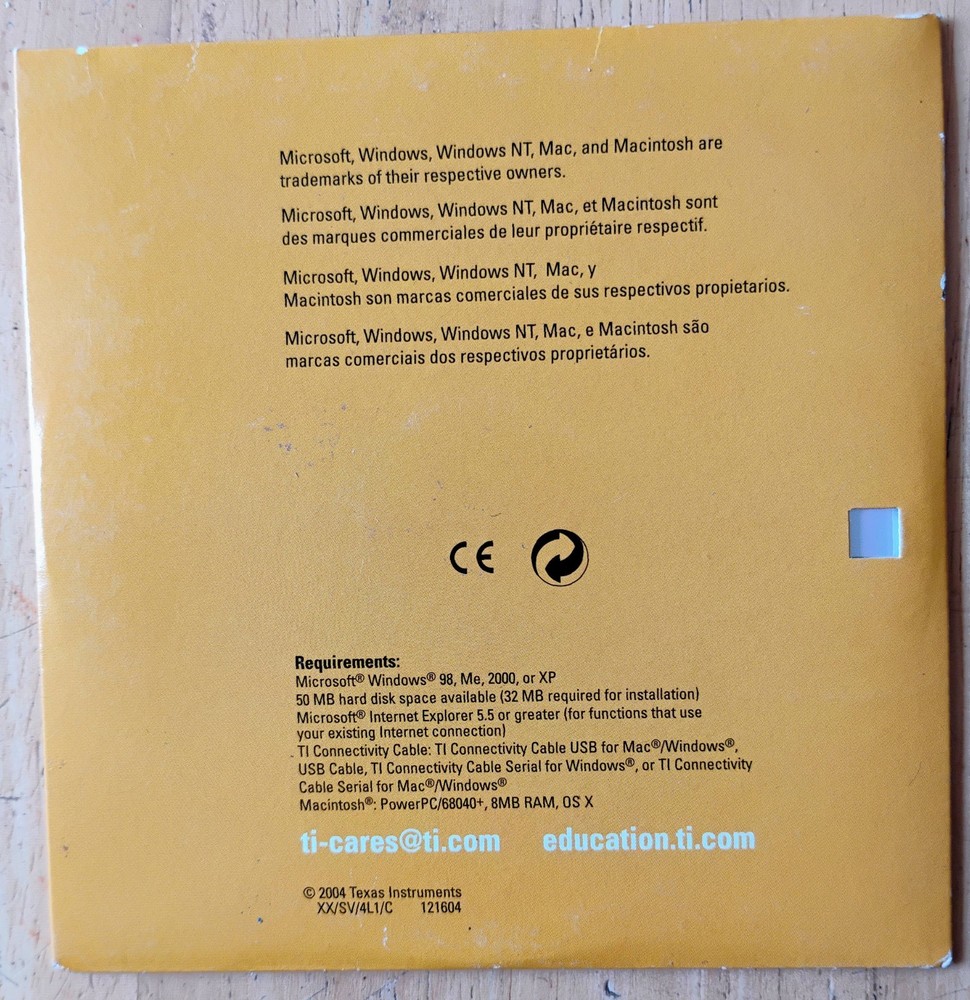 Microsoft, Windows, Windows NT, Mac, and Macintosh are
trademarks of their respective owners.
Microsoft, Windows, Windows NT, Mac, et Macintosh sont
des marques commerciales de leur propriétaire respectif.
Microsoft, Windows, Windows NT, Mac, y
Macintosh son marcas comerciales de sus respectivos propietarios.
Microsoft, Windows, Windows NT, Mac, e Macintosh são
marcas comerciais dos respectivos proprietários.
CE
Requirements:
Microsoft® Windows® 98, Me, 2000, or XP
50 MB hard disk space available (32 MB required for installation)
Microsoft® Internet Explorer 5.5 or greater (for functions that use
your existing Internet connection)
TI Connectivity Cable: TI Connectivity Cable USB for Mac®/Windows®,
USB Cable, TI Connectivity Cable Serial for Windows®, or TI Connectivity
Cable Serial for Mac®/Windows®
Macintosh®: PowerPC/68040+, 8MB RAM, OS X
ti-cares@ti.com education.ti.com
© 2004 Texas Instruments
XX/SV/4L1/C 121604